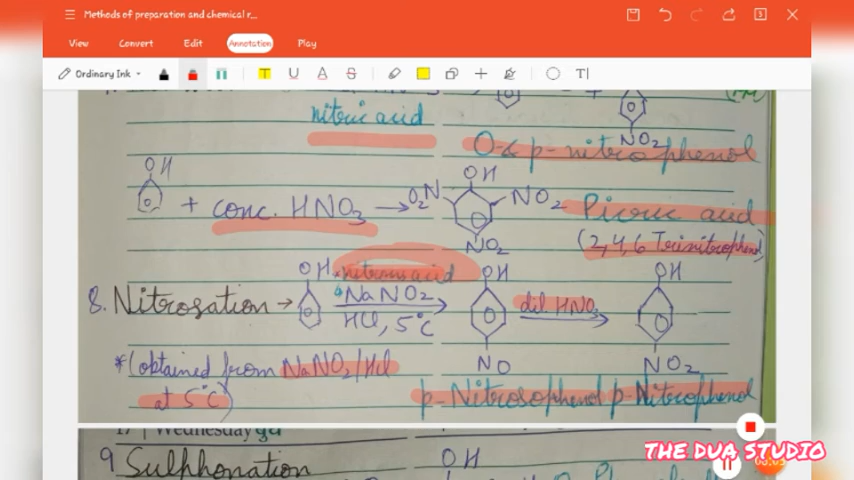 Methods of preparation and chemical r...
View Convert Edit Annotation Play
Ordinary Ink T U A S T
nitric acid
NO2
O & p-nitrophenol
OH + conc. HNO3 → O2N OH NO2 NO2 Picric acid
(2,4,6 Trinitrophenol)
8. Nitrosation → OH *nitrous acid NaNO2 HCl, 5°C OH NO dil. HNO3 OH NO2
*(obtained from NaNO2/HCl
at 5°C)
p-Nitrosophenol p-Nitrophenol
17 | Wednesday
THE DUA STUDIO
9 Sulphonation OH